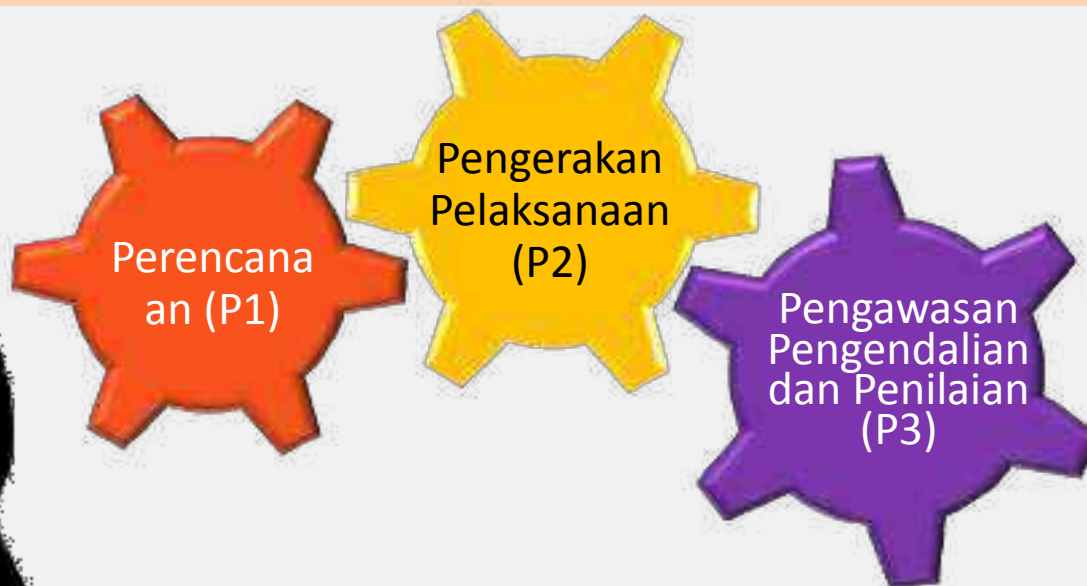 Perencana
an (P1)
Pengerakan
Pelaksanaan
(P2)
Pengawasan
Pengendalian
dan Penilaian
(P3)